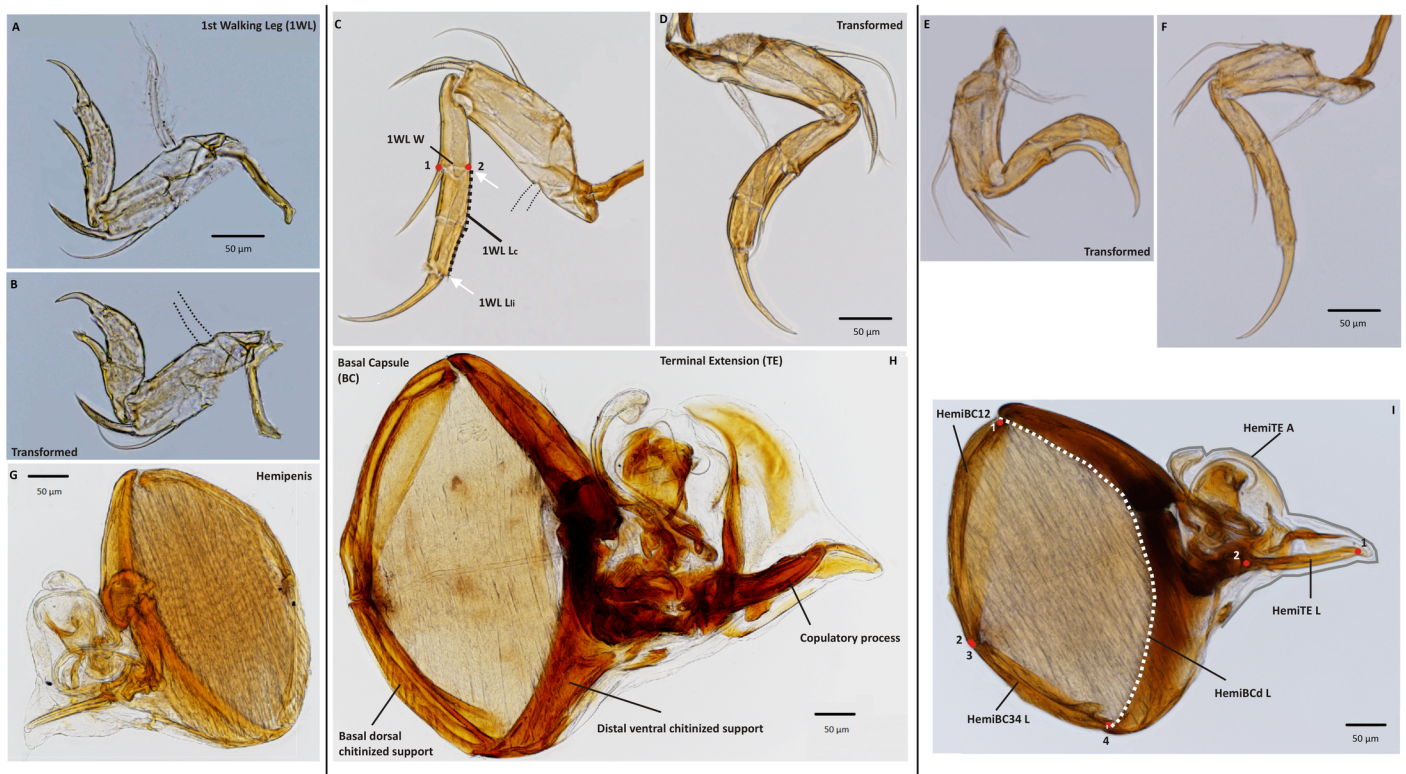 A
1st Walking Leg (1WL)
50 µm
B
Transformed
G
Hemipenis
50 µm
C
1WL W
1
2
1WL Lc
1WL Lli
D
Transformed
50 µm
Basal Capsule
(BC)
Terminal Extension (TE)
H
Copulatory process
Distal ventral chitinized support
Basal dorsal
chitinized support
50 µm
E
Transformed
F
50 µm
I
HemiBC12
1
HemiTE A
1
2
HemiTE L
2
3
HemiBCd L
HemiBC34 L
4
50 µm